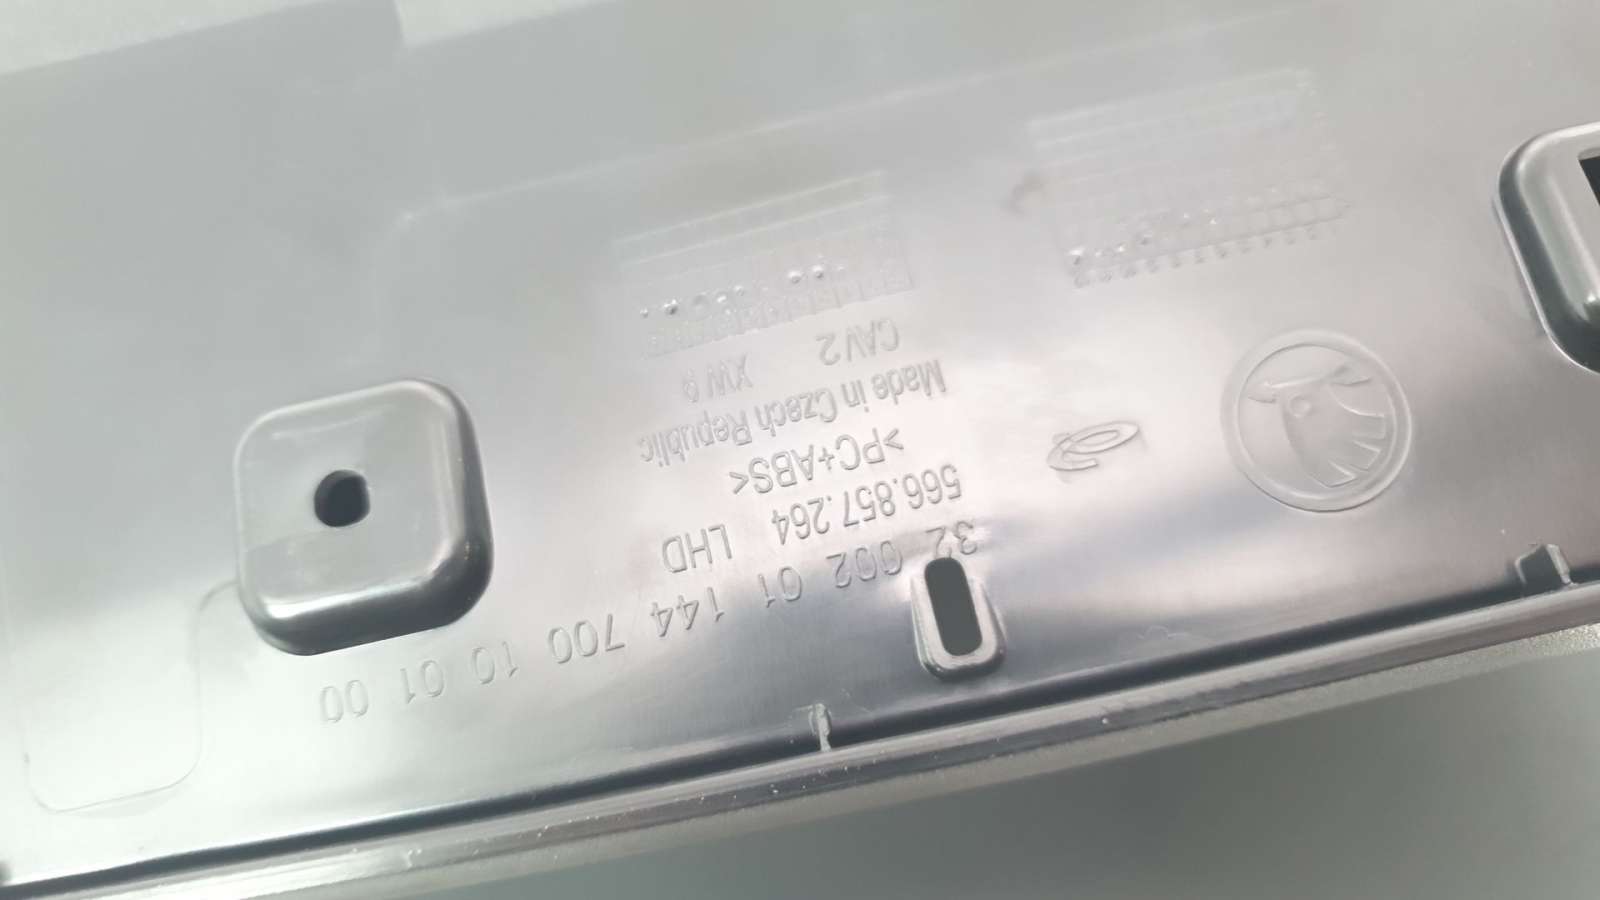 32 002 01 144 700 10 01 00
566.857.264 LHD
>PC+ABS<
Made in Czech Republic
CAV 2 XW 9